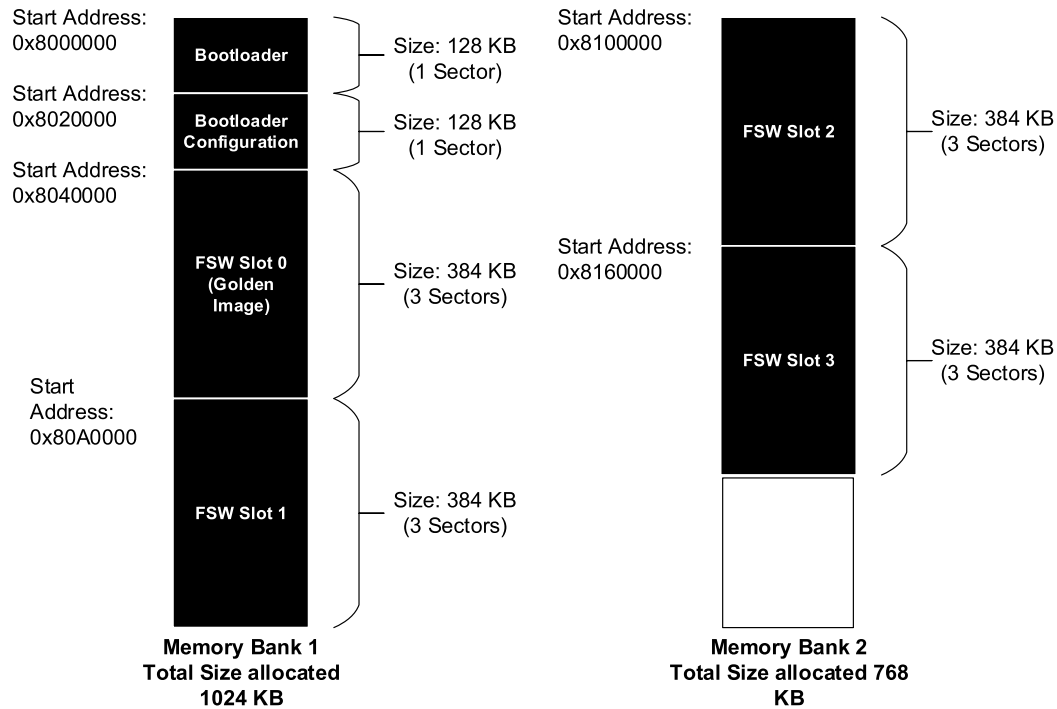 Start Address:
0x8000000
Bootloader
Size: 128 KB
(1 Sector)
Start Address:
0x8020000
Bootloader
Configuration
Size: 128 KB
(1 Sector)
Start Address:
0x8040000
FSW Slot 0
(Golden
Image)
Size: 384 KB
(3 Sectors)
Start
Address:
0x80A0000
FSW Slot 1
Size: 384 KB
(3 Sectors)
Memory Bank 1
Total Size allocated
1024 KB
Start Address:
0x8100000
FSW Slot 2
Size: 384 KB
(3 Sectors)
Start Address:
0x8160000
FSW Slot 3
Size: 384 KB
(3 Sectors)
Memory Bank 2
Total Size allocated 768
KB